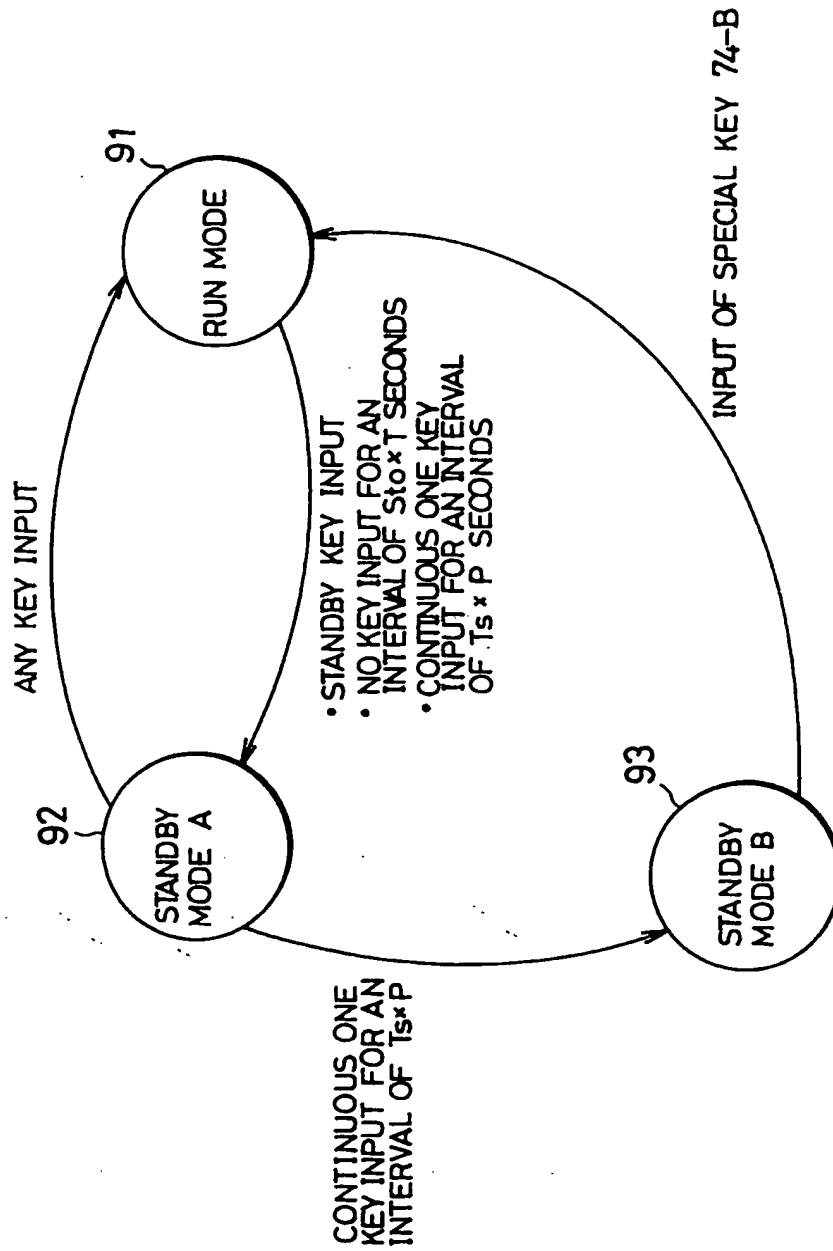 ANY KEY INPUT
92
STANDBY
MODE A
91
RUN MODE
• STANDBY KEY INPUT
• NO KEY INPUT FOR AN
INTERVAL OF Sto×T SECONDS
• CONTINUOUS ONE KEY
INPUT FOR AN INTERVAL
OF Ts × P SECONDS
CONTINUOUS ONE
KEY INPUT FOR AN
INTERVAL OF Ts×P
93
STANDBY
MODE B
INPUT OF SPECIAL KEY 74-B